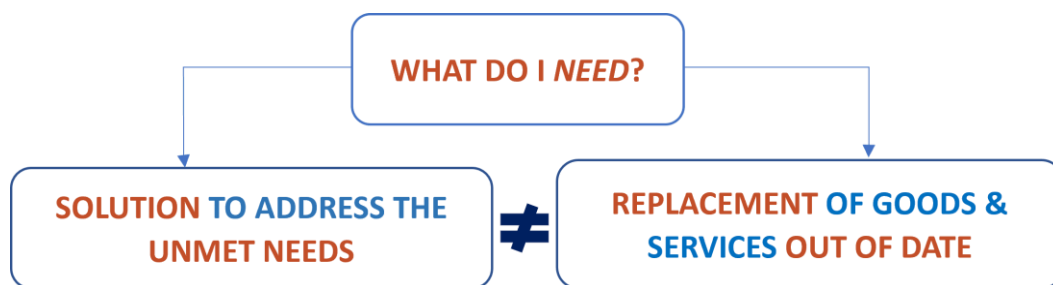 WHAT DO I NEED?
SOLUTION TO ADDRESS THE
UNMET NEEDS
≠
REPLACEMENT OF GOODS &
SERVICES OUT OF DATE